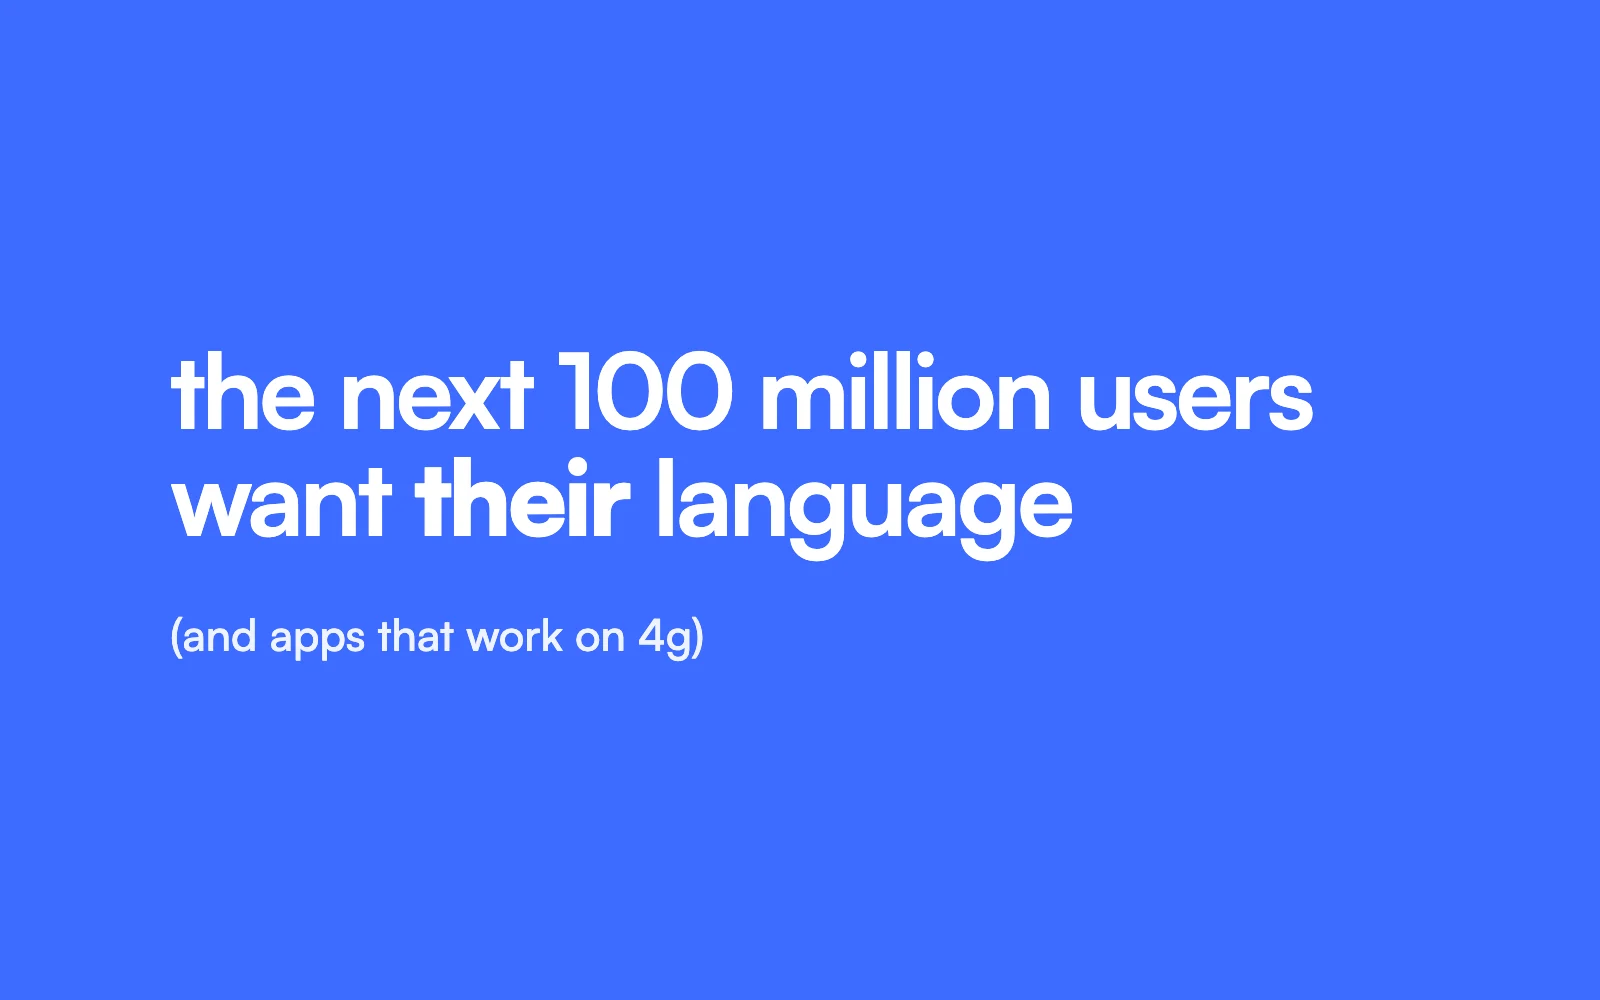 the next 100 million users
want their language
(and apps that work on 4g)